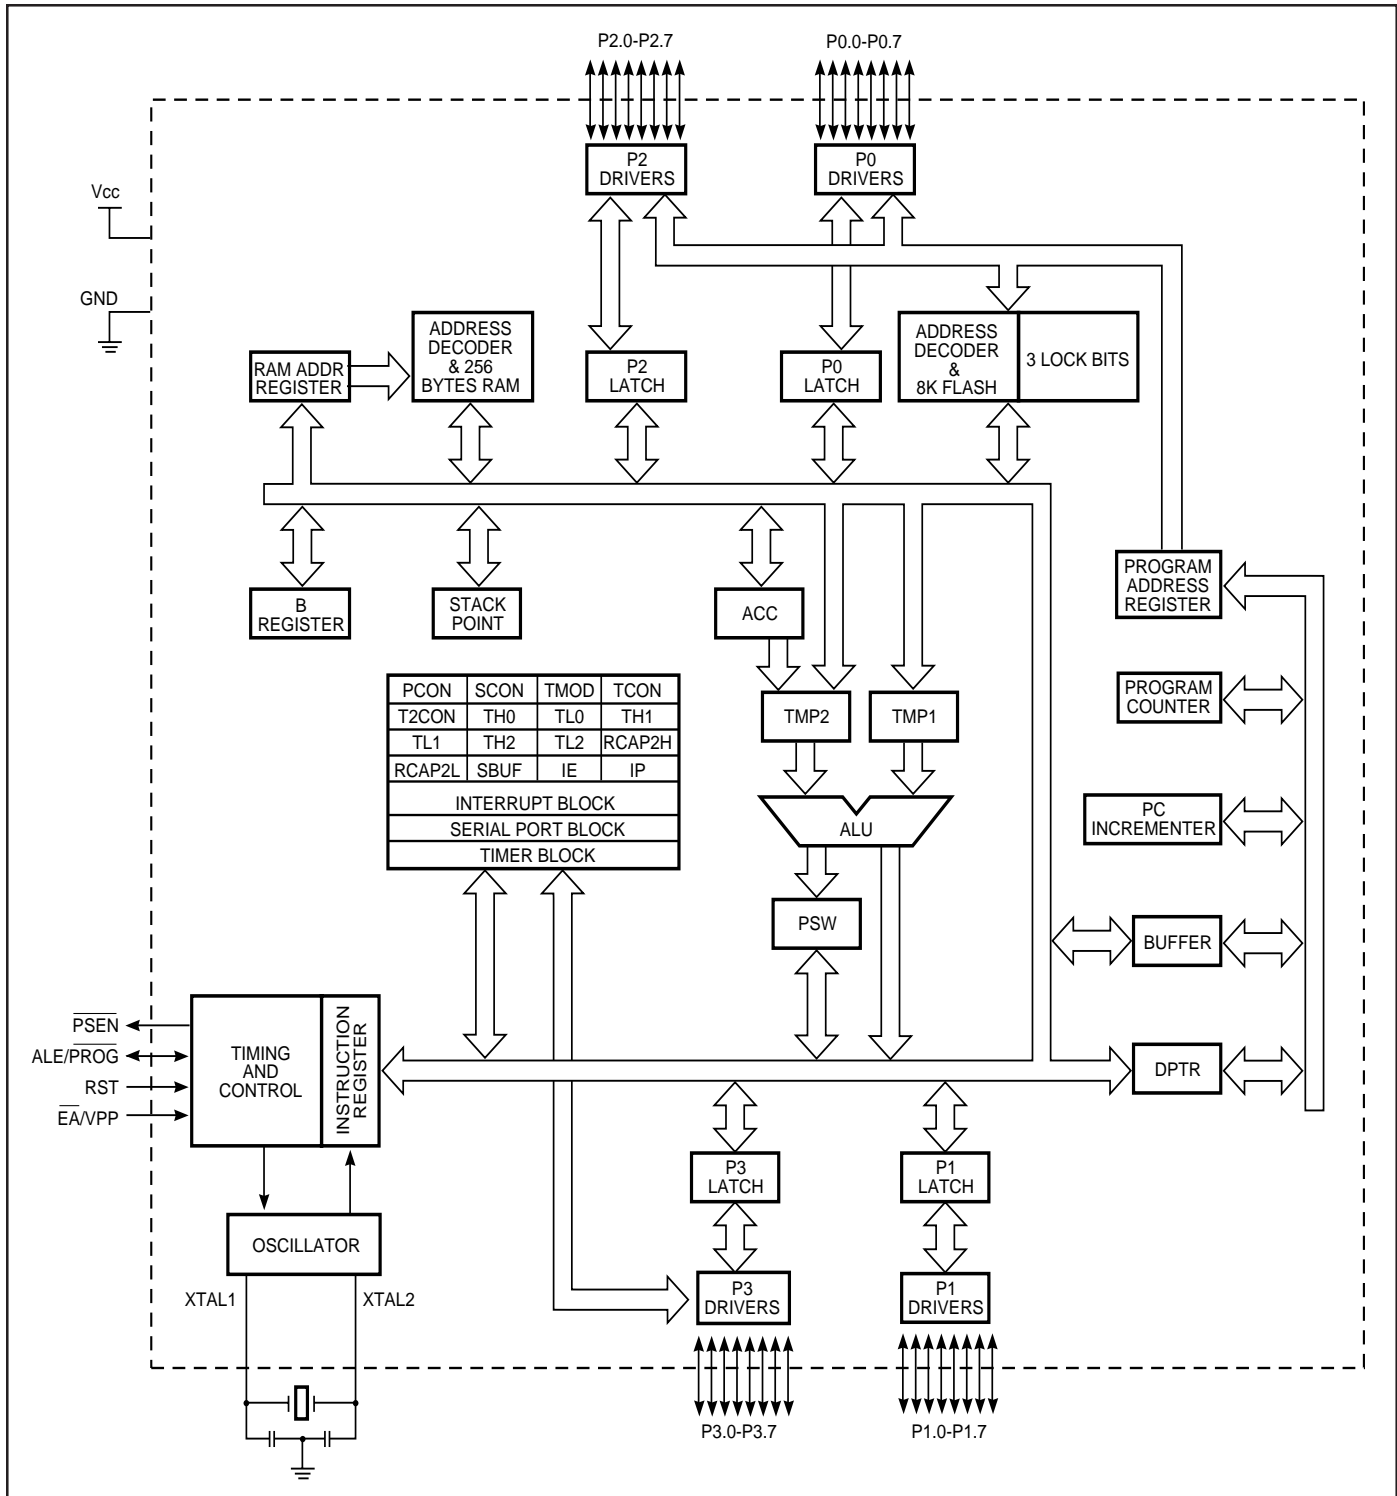 P2.0-P2.7
P0.0-P0.7
P2
DRIVERS
P0
DRIVERS
Vcc
GND
RAM ADDR
REGISTER
ADDRESS
DECODER
& 256
BYTES RAM
P2
LATCH
P0
LATCH
ADDRESS
DECODER
&
8K FLASH
3 LOCK BITS
B
REGISTER
STACK
POINT
ACC
PROGRAM
ADDRESS
REGISTER
PCON SCON TMOD TCON
T2CON TH0 TL0 TH1
TL1 TH2 TL2 RCAP2H
RCAP2L SBUF IE IP
INTERRUPT BLOCK
SERIAL PORT BLOCK
TIMER BLOCK
TMP2
TMP1
PROGRAM
COUNTER
ALU
PC
INCREMENTER
PSW
BUFFER
PSEN
ALE/PROG
RST
EA/VPP
TIMING
AND
CONTROL
INSTRUCTION
REGISTER
DPTR
P3
LATCH
P1
LATCH
OSCILLATOR
XTAL1
XTAL2
P3
DRIVERS
P1
DRIVERS
P3.0-P3.7
P1.0-P1.7